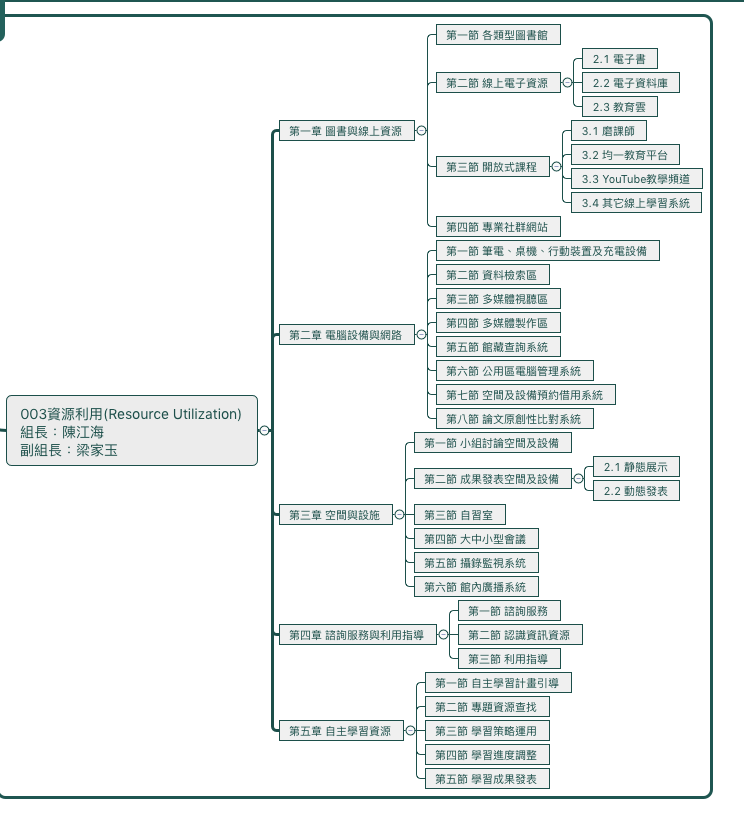 003資源利用(Resource Utilization)
組長：陳江海
副組長：梁家玉
第一章 圖書與線上資源
第一節 各類型圖書館
第二節 線上電子資源
2.1 電子書
2.2 電子資料庫
2.3 教育雲
第三節 開放式課程
3.1 磨課師
3.2 均一教育平台
3.3 YouTube教學頻道
3.4 其它線上學習系統
第四節 專業社群網站
第二章 電腦設備與網路
第一節 筆電、桌機、行動裝置及充電設備
第二節 資料檢索區
第三節 多媒體視聽區
第四節 多媒體製作區
第五節 館藏查詢系統
第六節 公用區電腦管理系統
第七節 空間及設備預約借用系統
第八節 論文原創性比對系統
第三章 空間與設施
第一節 小組討論空間及設備
第二節 成果發表空間及設備
2.1 静態展示
2.2 動態發表
第三節 自習室
第四節 大中小型會議
第五節 攝錄監視系統
第六節 館內廣播系統
第四章 諮詢服務與利用指導
第一節 諮詢服務
第二節 認識資訊資源
第三節 利用指導
第五章 自主學習資源
第一節 自主學習計畫引導
第二節 專題資源查找
第三節 學習策略運用
第四節 學習進度調整
第五節 學習成果發表